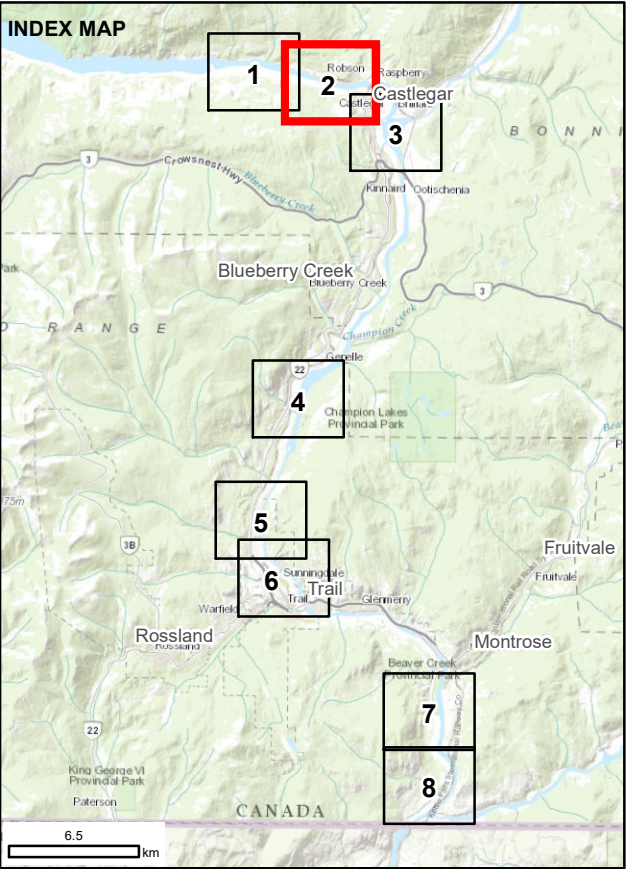 INDEX MAP
1
2
Robson
Raspberry
Castlegar
3
BONNI
3
Crowsnest Hwy
Blueberry Creek
Kinnaird
Ootischenia
Park
Blueberry Creek
Blueberry Creek
3
RANGE
Champion Creek
Genelle
22
4
Champion Lakes
Provincial Park
5
3B
Fruitvale
Fruitvale
6
Sunningdale
Trail
Trail
Glenmerry
Warfield
Rossland
Rossland
Montrose
Beaver Creek
Provincial Park
7
22
King George VI
Provincial Park
Paterson
8
CANADA
6.5
km